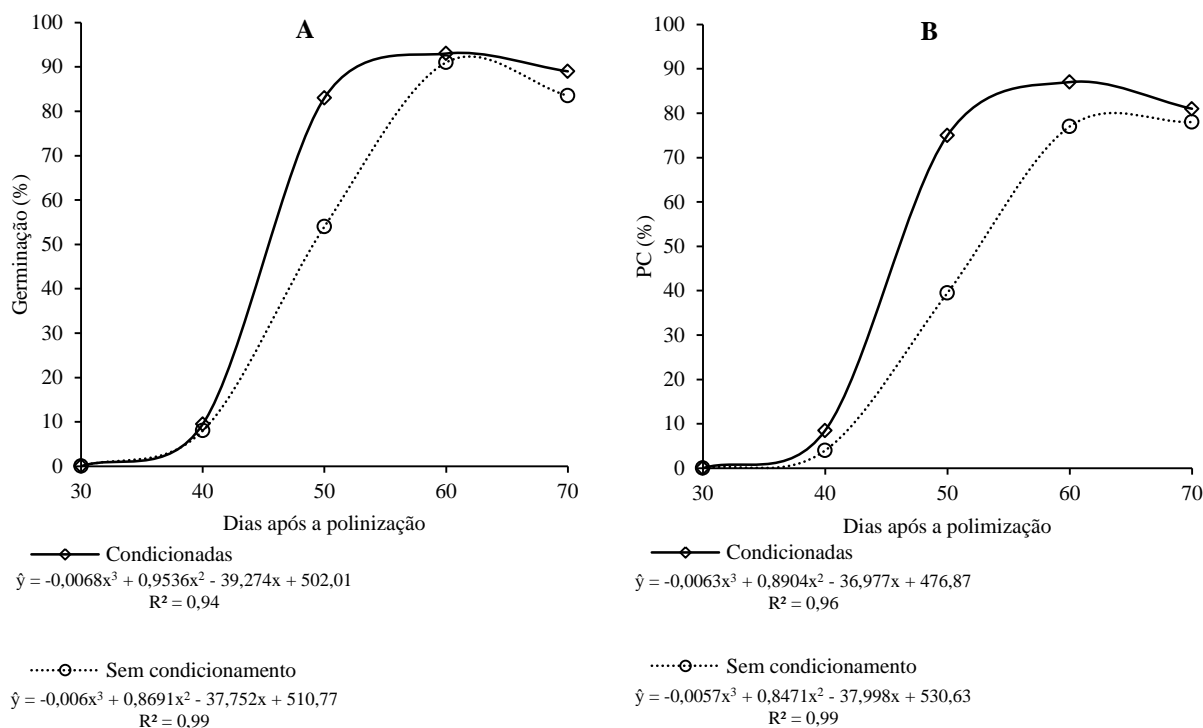 A
100
90
80
70
60
50
40
30
20
10
0
Germinação (%)
30 40 50 60 70
Dias após a polinização
Condicionadas
ŷ = -0,0068x³ + 0,9536x² - 39,274x + 502,01
R² = 0,94
Sem condicionamento
ŷ = -0,006x³ + 0,8691x² - 37,752x + 510,77
R² = 0,99
B
100
90
80
70
60
50
40
30
20
10
0
PC (%)
30 40 50 60 70
Dias após a polimização
Condicionadas
ŷ = -0,0063x³ + 0,8904x² - 36,977x + 476,87
R² = 0,96
Sem condicionamento
ŷ = -0,0057x³ + 0,8471x² - 37,998x + 530,63
R² = 0,99